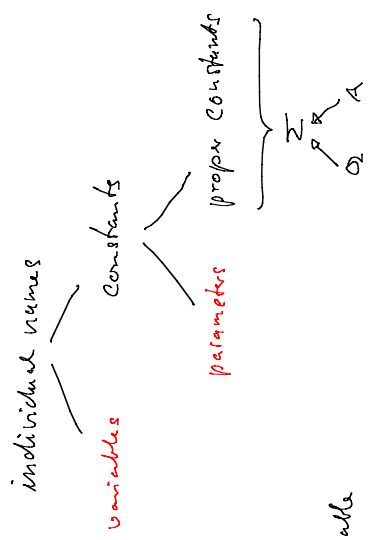 individual names
variables constants
parameters proper constants
Σ
A
able